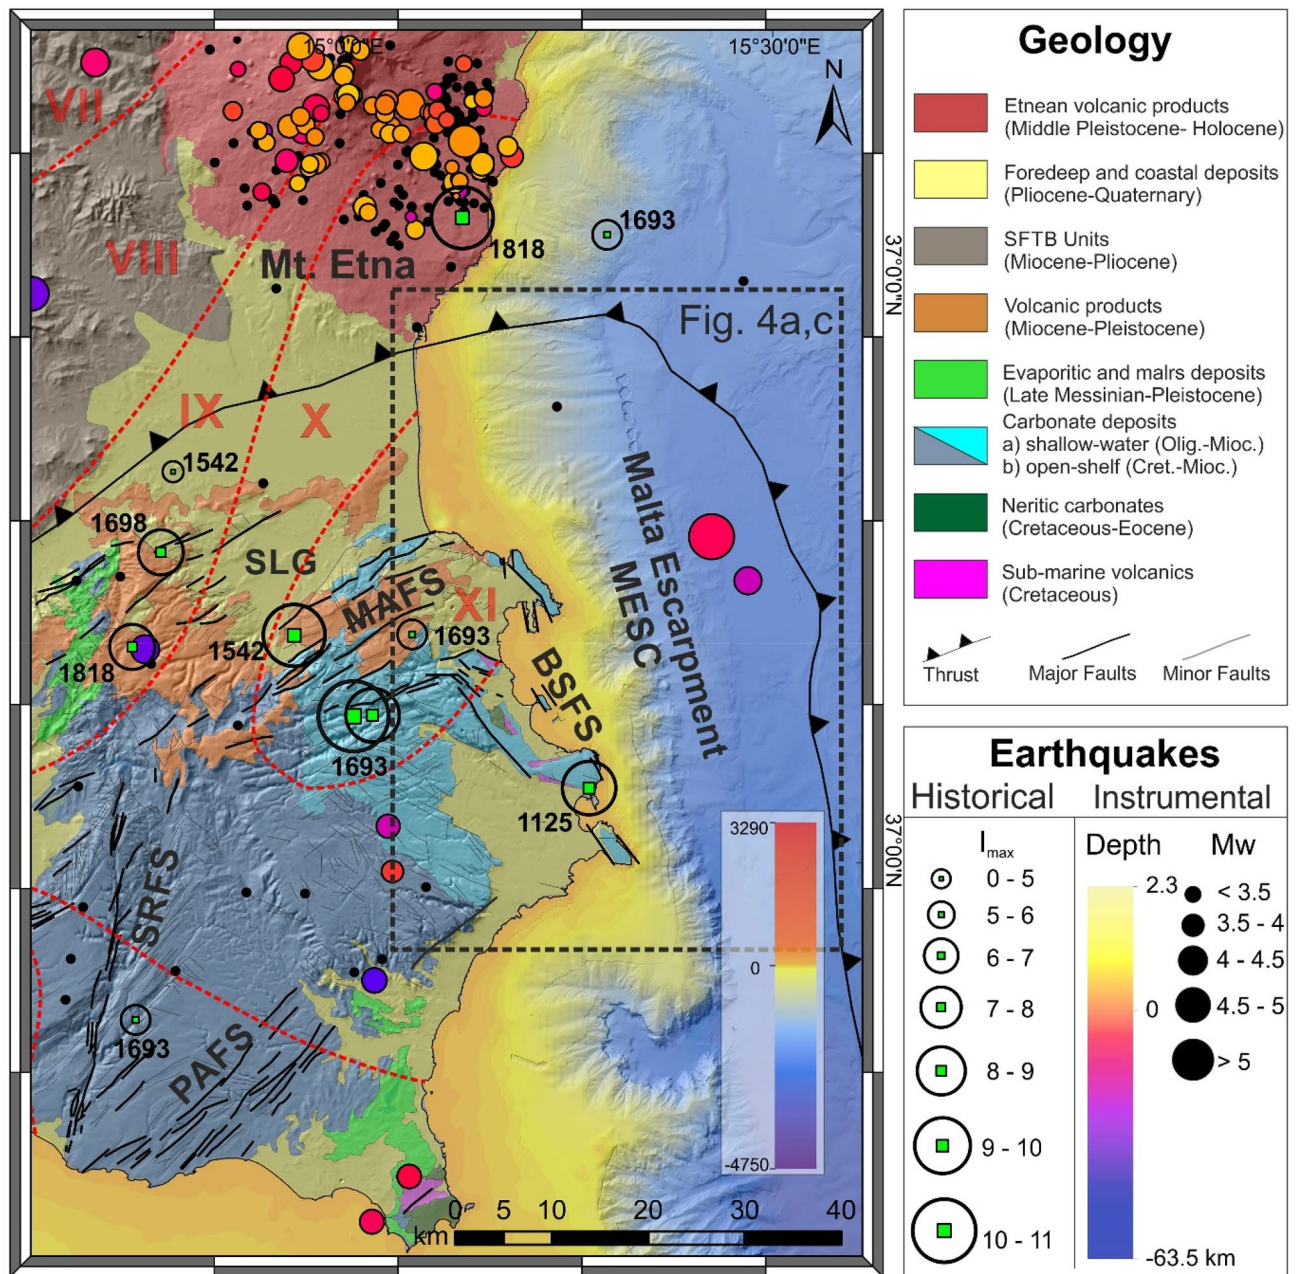 15°0'0"E
15°30'0"E
N
VII
1693
1818
VIII
Mt. Etna
37°0'0"N
Fig. 4a,c
IX
X
1542
1698
SLG
MAFS
XI
1693
1542
1818
Malta Escarpment
MESC
BSFS
1693
1125
37°00'N
3290
0
-4750
SRFS
1693
PAFS
0 5 10 20 30 40
km
Geology
Etnean volcanic products
(Middle Pleistocene- Holocene)
Foredeep and coastal deposits
(Pliocene-Quaternary)
SFTB Units
(Miocene-Pliocene)
Volcanic products
(Miocene-Pleistocene)
Evaporitic and malrs deposits
(Late Messinian-Pleistocene)
Carbonate deposits
a) shallow-water (Olig.-Mioc.)
b) open-shelf (Cret.-Mioc.)
Neritic carbonates
(Cretaceous-Eocene)
Sub-marine volcanics
(Cretaceous)
Thrust Major Faults Minor Faults
Earthquakes
Historical Instrumental
Imax
0 - 5
5 - 6
6 - 7
7 - 8
8 - 9
9 - 10
10 - 11
Depth
2.3
0
-63.5 km
Mw
< 3.5
3.5 - 4
4 - 4.5
4.5 - 5
> 5